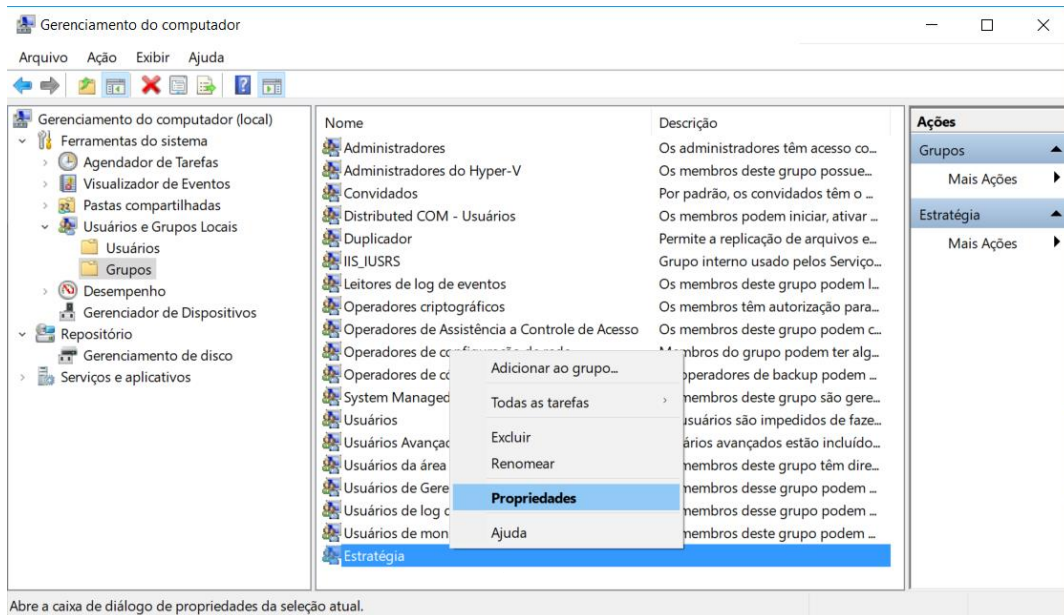 Gerenciamento do computador
Arquivo Ação Exibir Ajuda
Gerenciamento do computador (local)
Ferramentas do sistema
Agendador de Tarefas
Visualizador de Eventos
Pastas compartilhadas
Usuários e Grupos Locais
Usuários
Grupos
Desempenho
Gerenciador de Dispositivos
Repositório
Gerenciamento de disco
Serviços e aplicativos
Nome Descrição
Administradores Os administradores têm acesso co...
Administradores do Hyper-V Os membros deste grupo possue...
Convidados Por padrão, os convidados têm o ...
Distributed COM - Usuários Os membros podem iniciar, ativar ...
Duplicador Permite a replicação de arquivos e...
IIS_IUSRS Grupo interno usado pelos Serviço...
Leitores de log de eventos Os membros deste grupo podem l...
Operadores criptográficos Os membros têm autorização para...
Operadores de Assistência a Controle de Acesso Os membros deste grupo podem c...
Operadores de configuração de rede Membros do grupo podem ter alg...
Operadores de có operadores de backup podem ...
System Managed membros deste grupo são gere...
Usuários usuários são impedidos de faze...
Usuários Avançad ários avançados estão incluído...
Usuários da área membros deste grupo têm dire...
Usuários de Gere membros desse grupo podem ...
Usuários de log d membros desse grupo podem ...
Usuários de mon membros deste grupo podem ...
Estratégia
Adicionar ao grupo...
Todas as tarefas
Excluir
Renomear
Propriedades
Ajuda
Ações
Grupos
Mais Ações
Estratégia
Mais Ações
Abre a caixa de diálogo de propriedades da seleção atual.